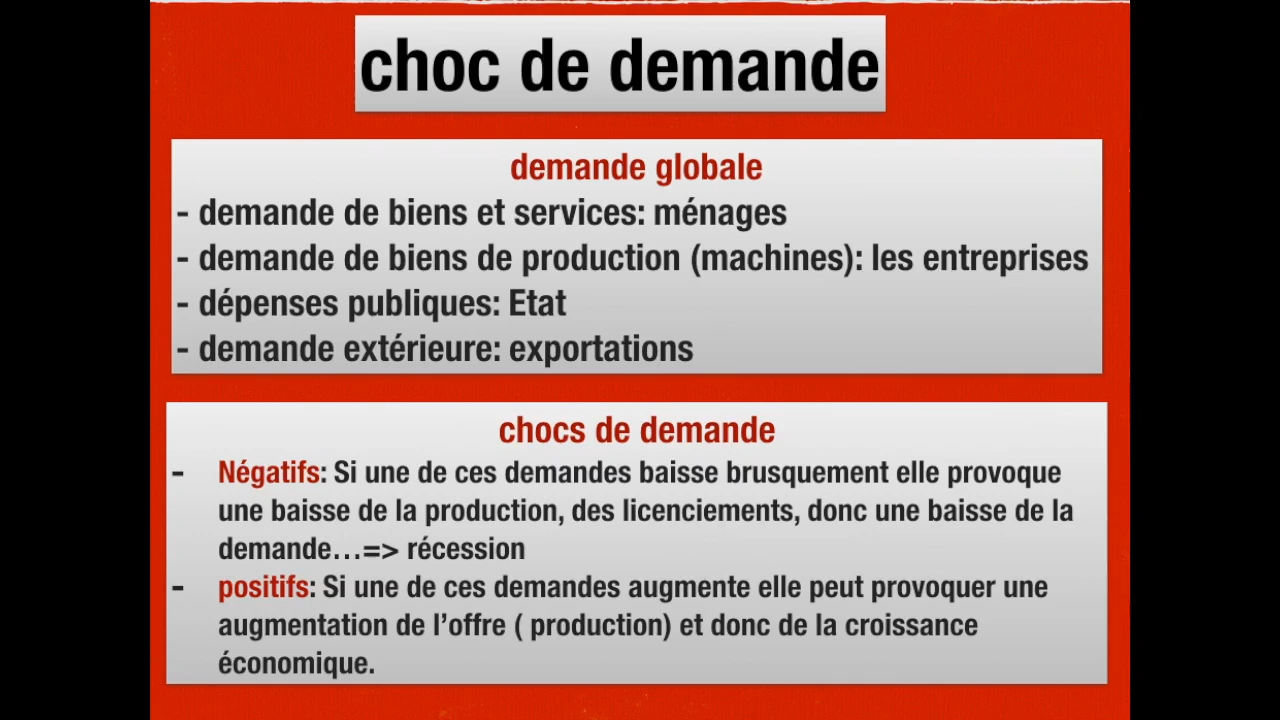 choc de demande
demande globale
- demande de biens et services: ménages
- demande de biens de production (machines): les entreprises
- dépenses publiques: Etat
- demande extérieure: exportations
chocs de demande
- Négatifs: Si une de ces demandes baisse brusquement elle provoque
une baisse de la production, des licenciements, donc une baisse de la
demande…=> récession
- positifs: Si une de ces demandes augmente elle peut provoquer une
augmentation de l’offre ( production) et donc de la croissance
économique.